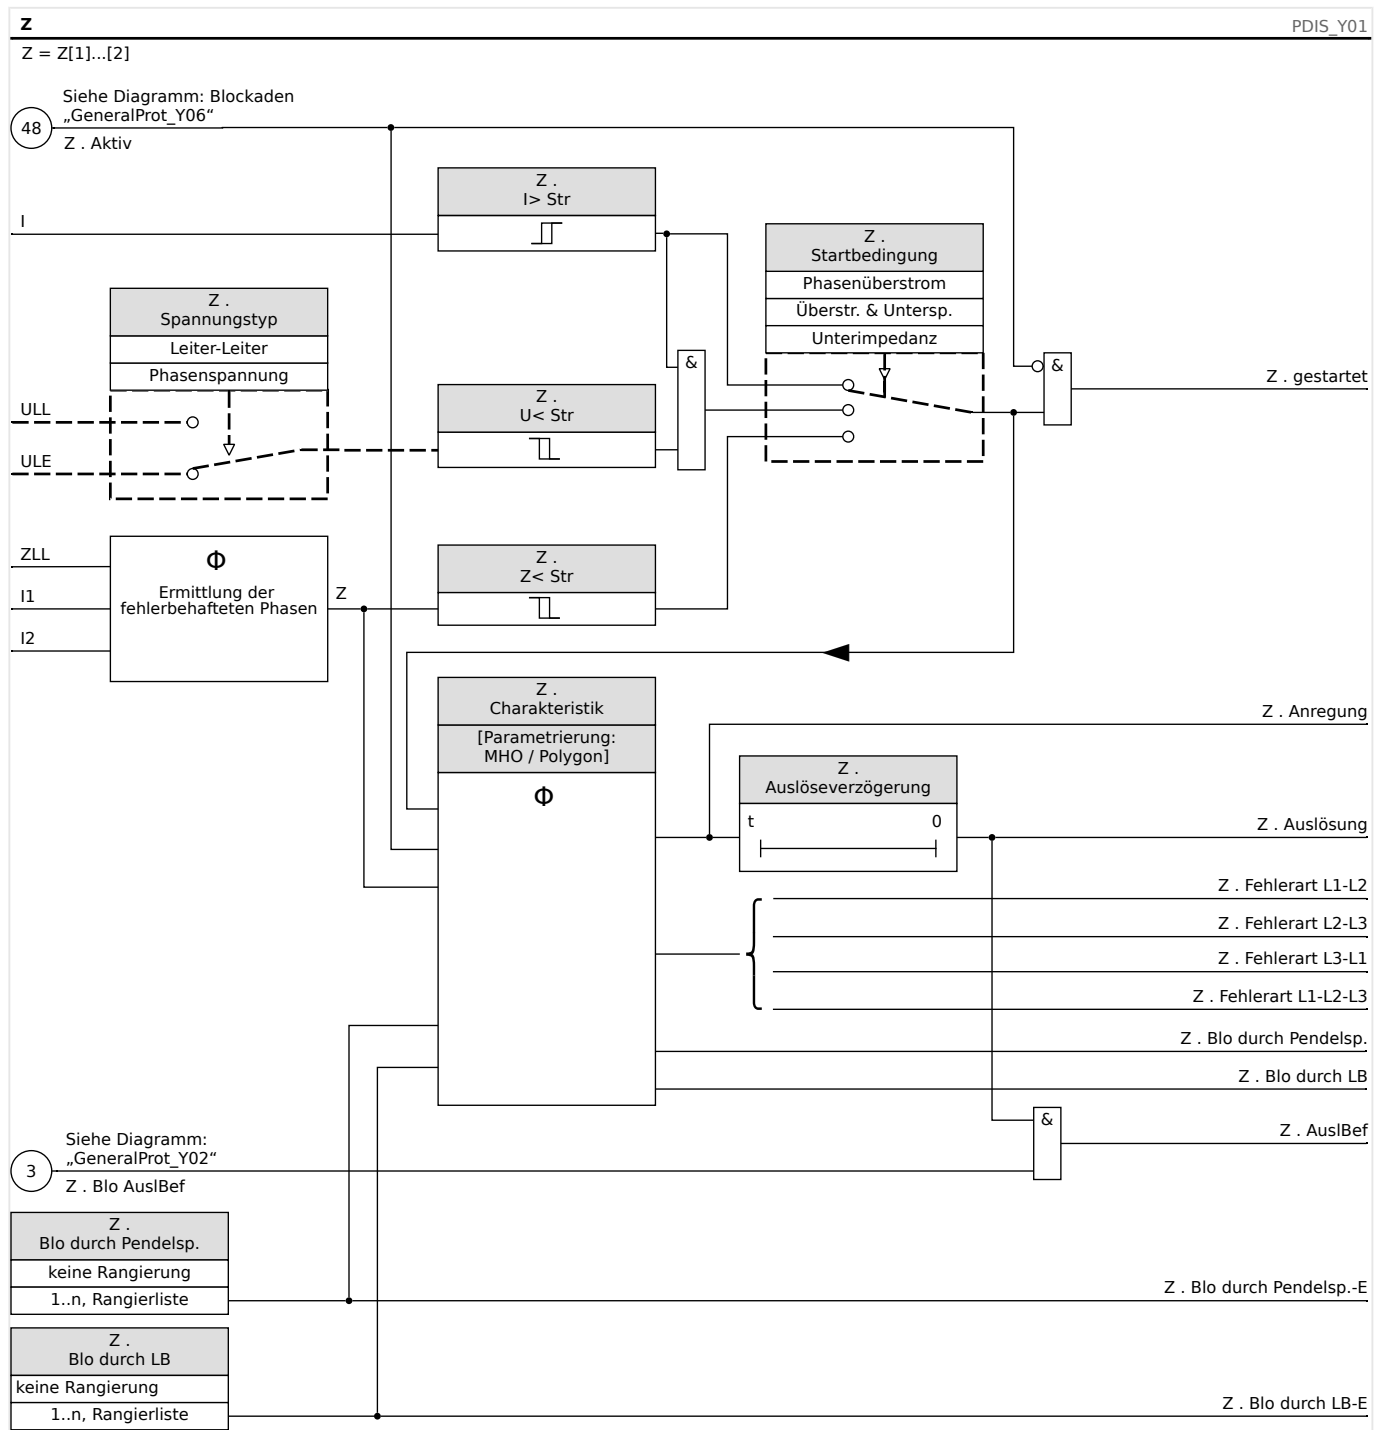 Z
PDIS_Y01
Z = Z[1]...[2]
Siehe Diagramm: Blockaden
„GeneralProt_Y06“
48
Z . Aktiv
Z .
I> Str
I
Z .
Startbedingung
Phasenüberstrom
Überstr. & Untersp.
Unterimpedanz
Z .
Spannungstyp
Leiter-Leiter
Phasenspannung
&
&
Z . gestartet
ULL
ULE
Z .
U< Str
ZLL
I1
I2
Φ
Ermittlung der
fehlerbehafteten Phasen
Z
Z .
Z< Str
Z .
Charakteristik
[Parametrierung:
MHO / Polygon]
Φ
Z . Anregung
Z .
Auslöseverzögerung
t
0
Z . Auslösung
Z . Fehlerart L1-L2
Z . Fehlerart L2-L3
Z . Fehlerart L3-L1
Z . Fehlerart L1-L2-L3
Z . Blo durch Pendelsp.
Z . Blo durch LB
&
Z . AuslBef
Siehe Diagramm:
„GeneralProt_Y02“
3
Z . Blo AuslBef
Z .
Blo durch Pendelsp.
keine Rangierung
1..n, Rangierliste
Z . Blo durch Pendelsp.-E
Z .
Blo durch LB
keine Rangierung
1..n, Rangierliste
Z . Blo durch LB-E